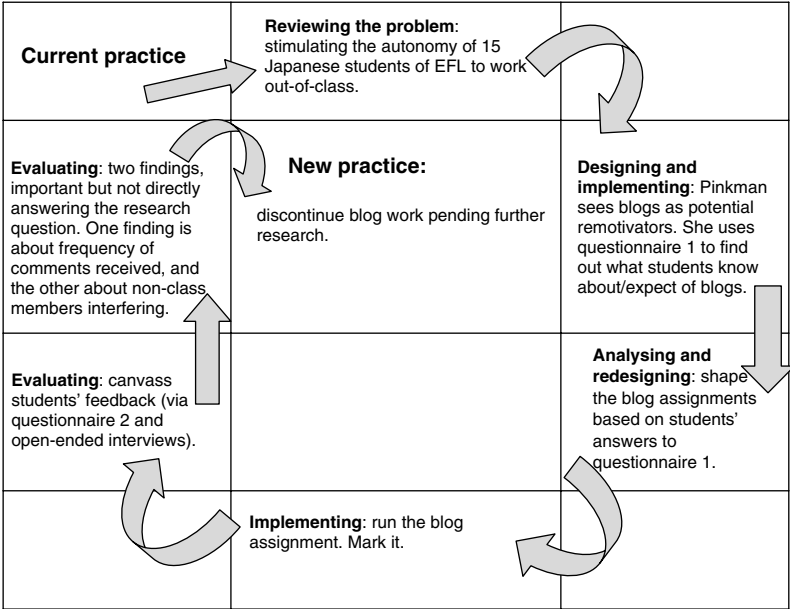 Current practice
Reviewing the problem:
stimulating the autonomy of 15
Japanese students of EFL to work
out-of-class.
Designing and
implementing: Pinkman
sees blogs as potential
remotivators. She uses
questionnaire 1 to find
out what students know
about/expect of blogs.
Analysing and
redesigning: shape
the blog assignments
based on students'
answers to
questionnaire 1.
Implementing: run the blog
assignment. Mark it.
Evaluating: canvass
students' feedback (via
questionnaire 2 and
open-ended interviews).
Evaluating: two findings,
important but not directly
answering the research
question. One finding is
about frequency of
comments received, and
the other about non-class
members interfering.
New practice:
discontinue blog work pending further
research.